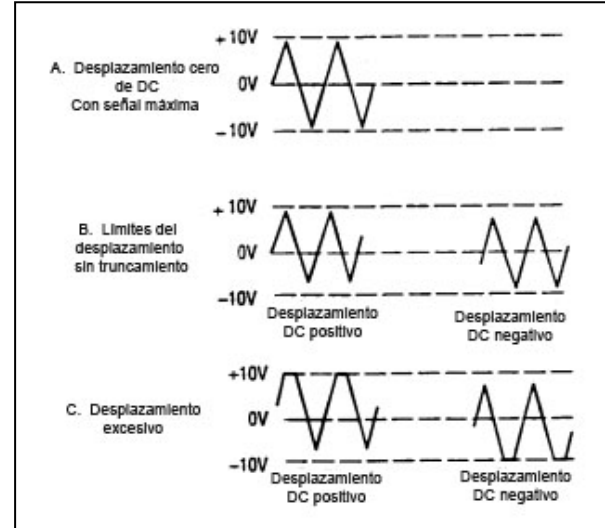 +10V
A. Desplazamiento cero
de DC
Con señal máxima
0V
-10V
+10V
B. Limites del
desplazamiento
sin truncamiento
0V
-10V
Desplazamiento
DC positivo
Desplazamiento
DC negativo
+10V
C. Desplazamiento
excesivo
0V
-10V
Desplazamiento
DC positivo
Desplazamiento
DC negativo